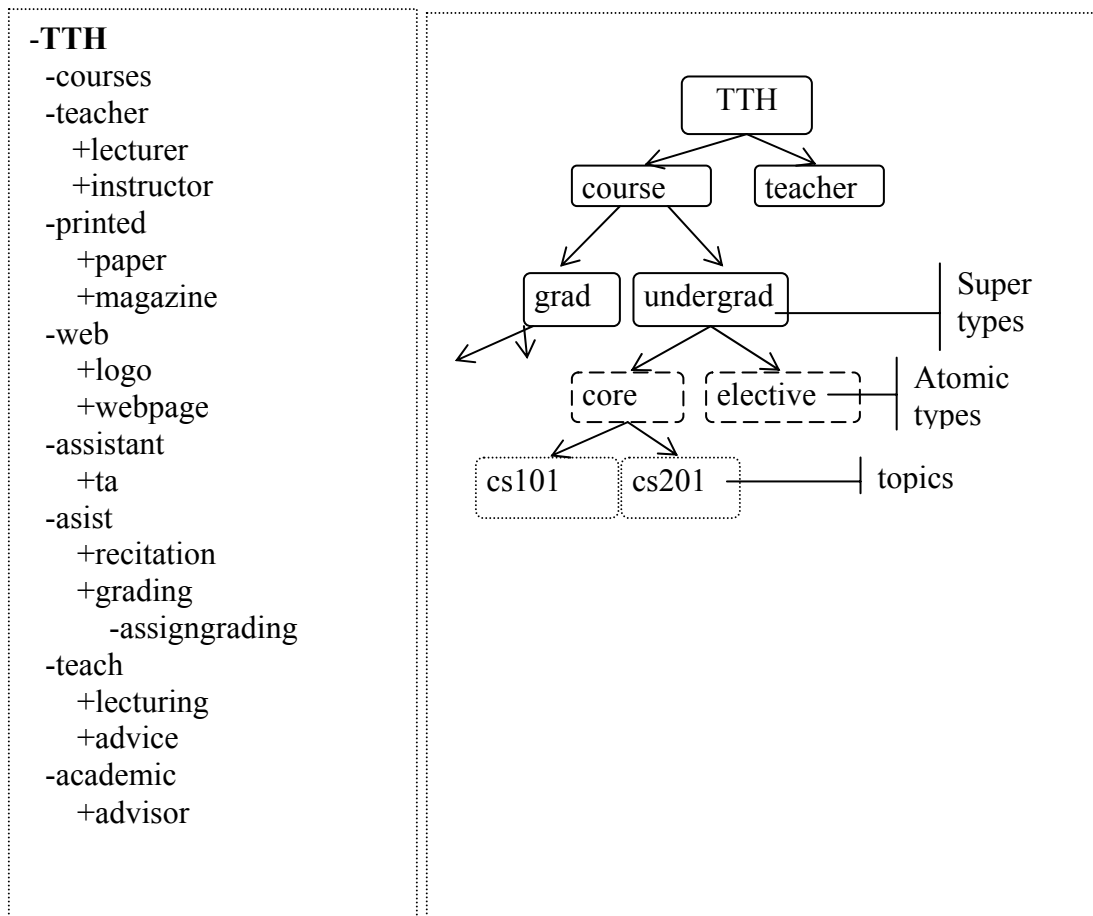 -TTH
-courses
-teacher
+lecturer
+instructor
-printed
+paper
+magazine
-web
+logo
+webpage
-assistant
+ta
-asist
+recitation
+grading
-assigngrading
-teach
+lecturing
+advice
-academic
+advisor
TTH
course
teacher
grad
undergrad
Super
types
core
elective
Atomic
types
cs101
cs201
topics